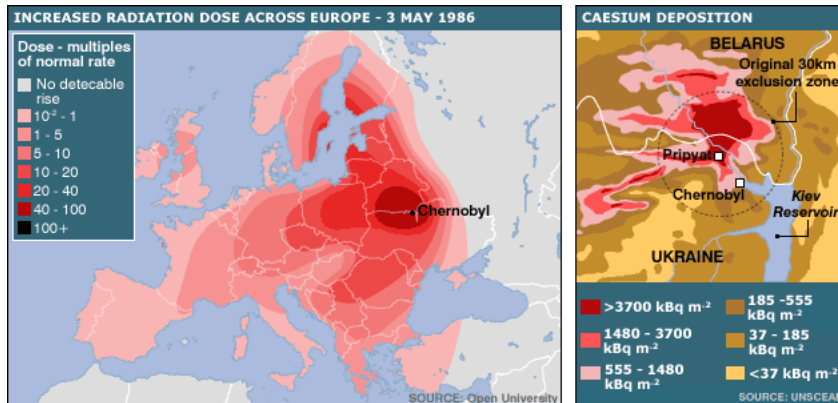 INCREASED RADIATION DOSE ACROSS EUROPE - 3 MAY 1986
Dose - multiples
of normal rate
No detecable
rise
10-² - 1
1 - 5
5 - 10
10 - 20
20 - 40
40 - 100
100+
Chernobyl
SOURCE: Open University
CAESIUM DEPOSITION
BELARUS
Original 30km
exclusion zone
Pripyat
Chernobyl
Kiev
Reservoir
UKRAINE
>3700 kBq m-²
1480 - 3700
kBq m-²
555 - 1480
kBq m-²
185 -555
kBq m-²
37 - 185
kBq m-²
<37 kBq m-²
SOURCE: UNSCEAR